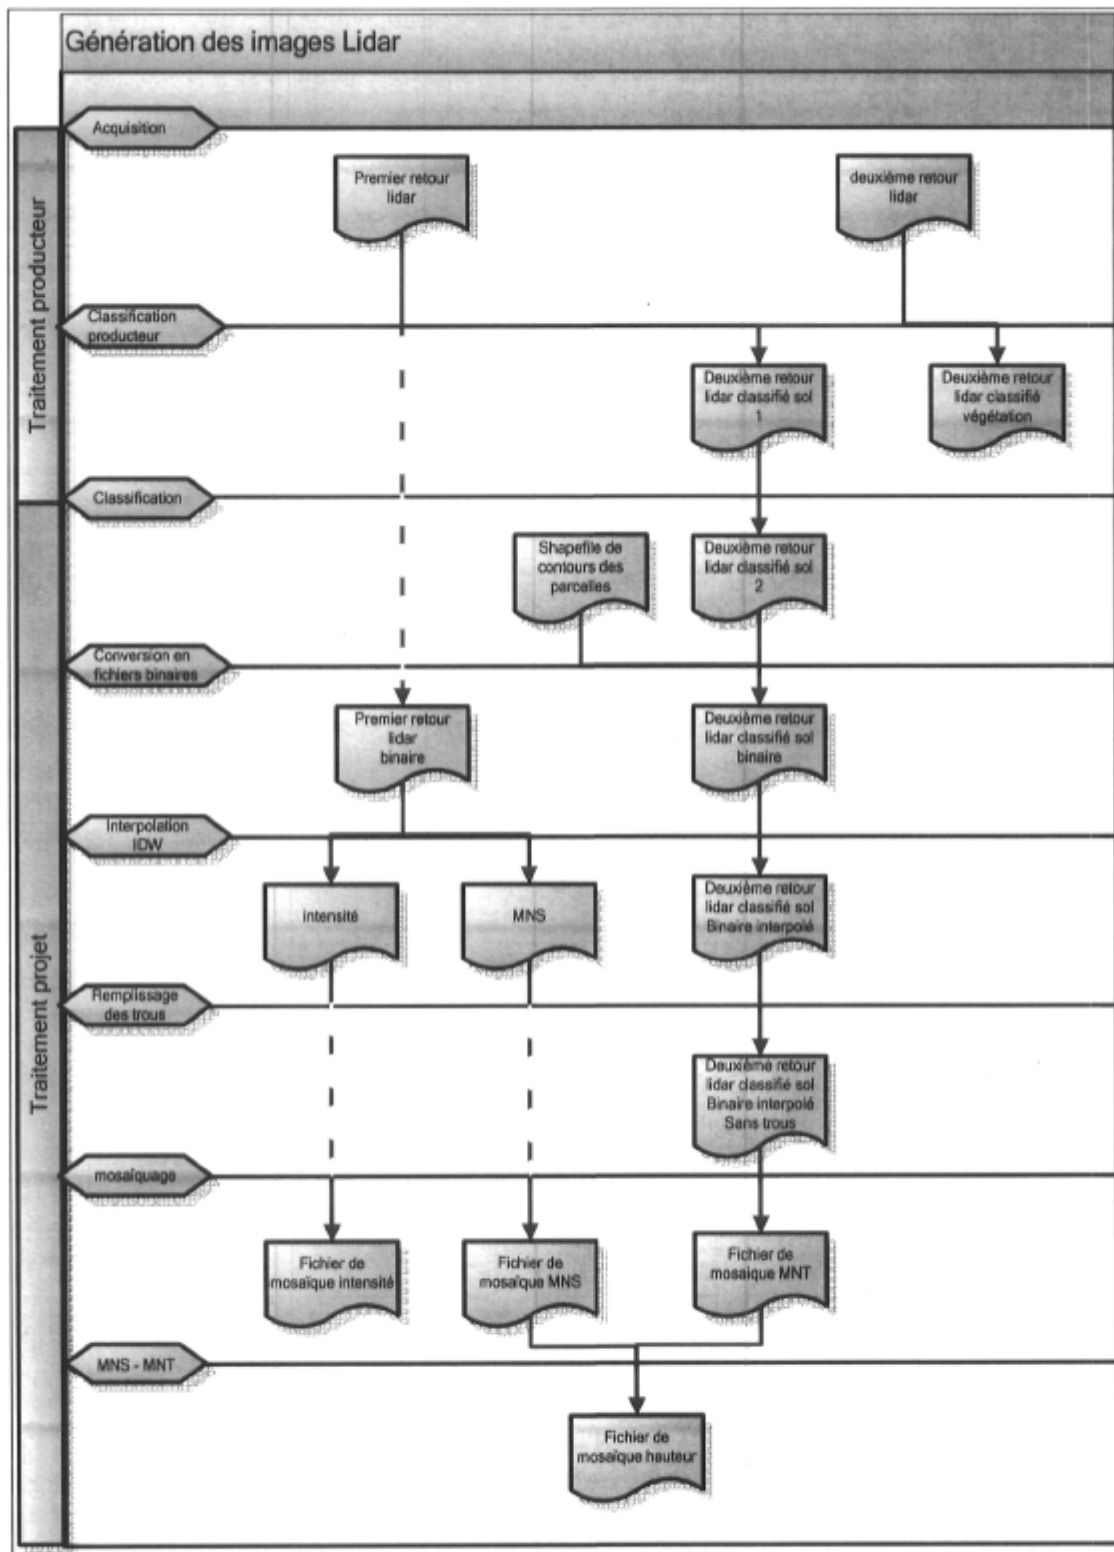 Génération des images Lidar
Traitement producteur
Acquisition
Premier retour
lidar
deuxième retour
lidar
Classification
producteur
Deuxième retour
lidar classifié sol
1
Deuxième retour
lidar classifié
végétation
Traitement projet
Classification
Shapefile de
contours des
parcelles
Deuxième retour
lidar classifié sol
2
Conversion en
fichiers binaires
Premier retour
lidar
binaire
Deuxième retour
lidar classifié sol
binaire
Interpolation
IDW
intensité
MNS
Deuxième retour
lidar classifié sol
Binaire interpolé
Remplissage
des trous
Deuxième retour
lidar classifié sol
Binaire interpolé
Sans trous
mosaïquage
Fichier de
mosaïque intensité
Fichier de
mosaïque MNS
Fichier de
mosaique MNT
MNS - MNT
Fichier de
mosaïque hauteur